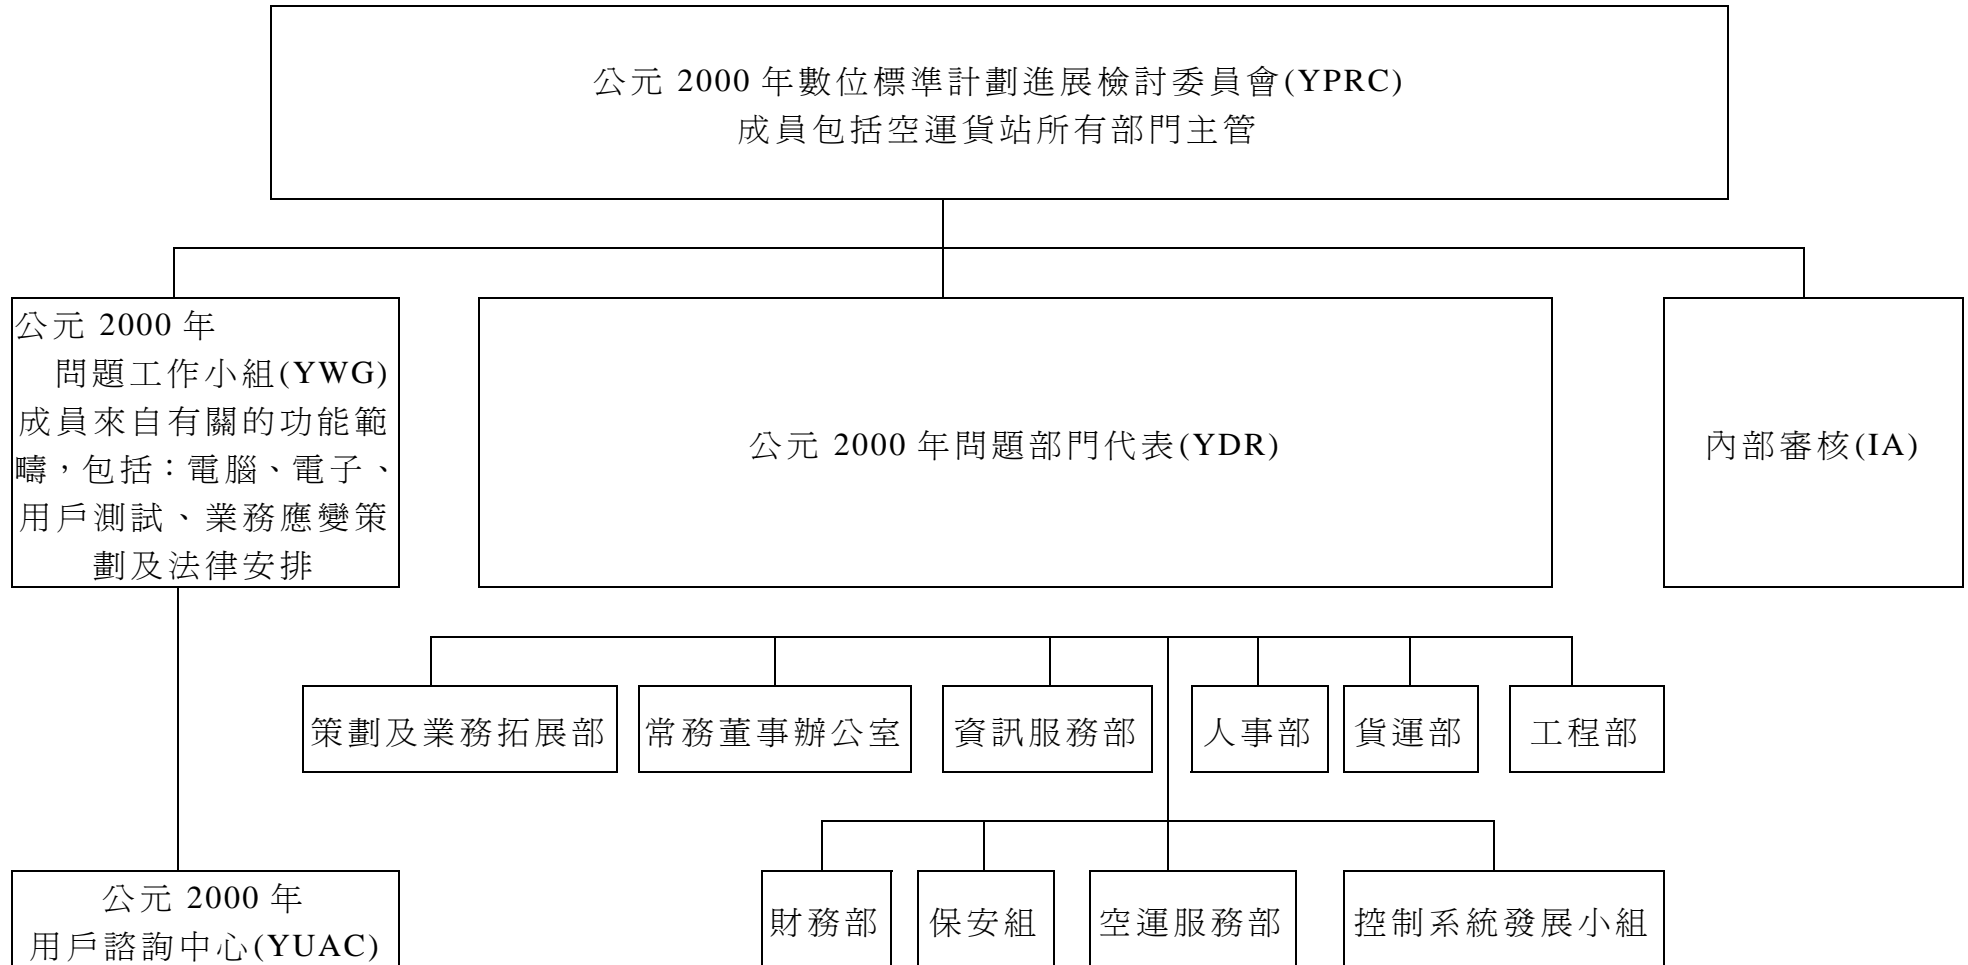 公元 2000 年數位標準計劃進展檢討委員會(YPRC)
成員包括空運貨站所有部門主管
公元 2000 年
問題工作小組(YWG)
成員來自有關的功能範
疇，包括：電腦、電子、
用戶測試、業務應變策
劃及法律安排
公元 2000 年問題部門代表(YDR)
內部審核(IA)
策劃及業務拓展部
常務董事辦公室
資訊服務部
人事部
貨運部
工程部
公元 2000 年
用戶諮詢中心(YUAC)
財務部
保安組
空運服務部
控制系統發展小組